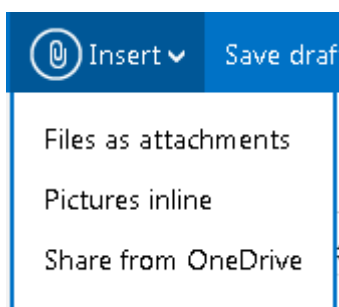 Insert Save draf
Files as attachments
Pictures inline
Share from OneDrive